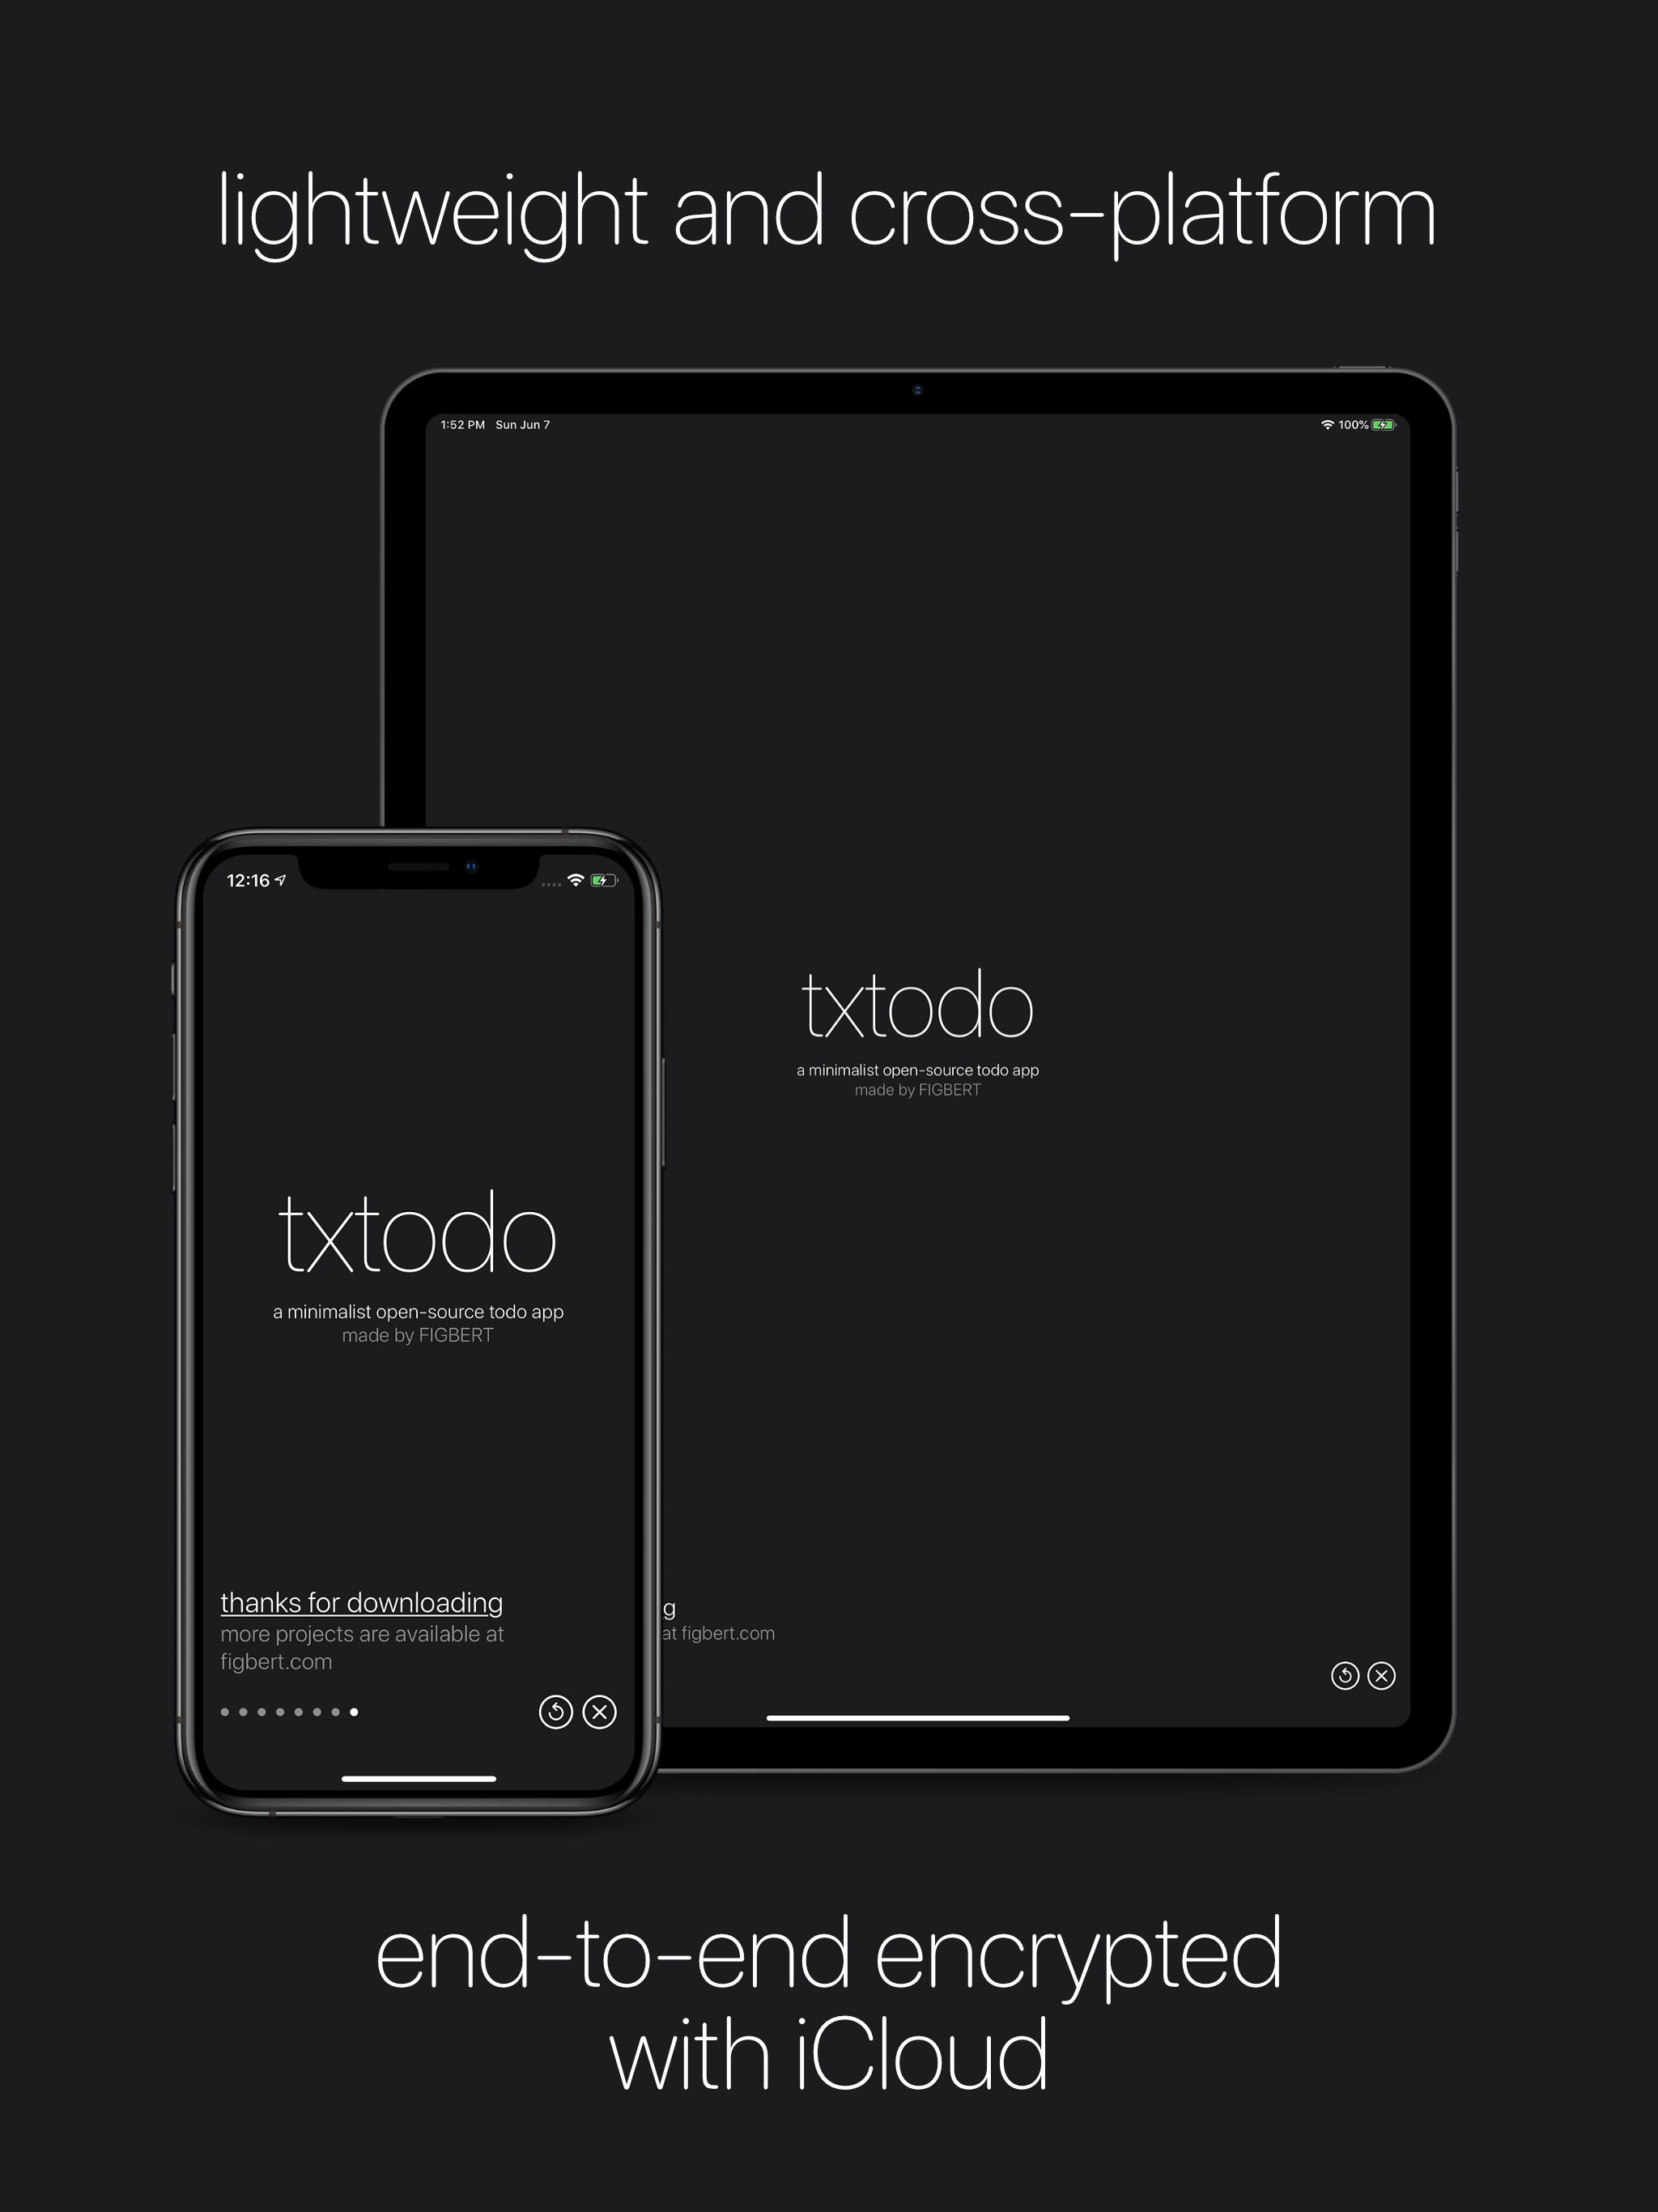 lightweight and cross-platform
1:52 PM Sun Jun 7
100%
txtodo
a minimalist open-source todo app
made by FIGBERT
g
at figbert.com
12:16
txtodo
a minimalist open-source todo app
made by FIGBERT
thanks for downloading
more projects are available at
figbert.com
end-to-end encrypted
with iCloud